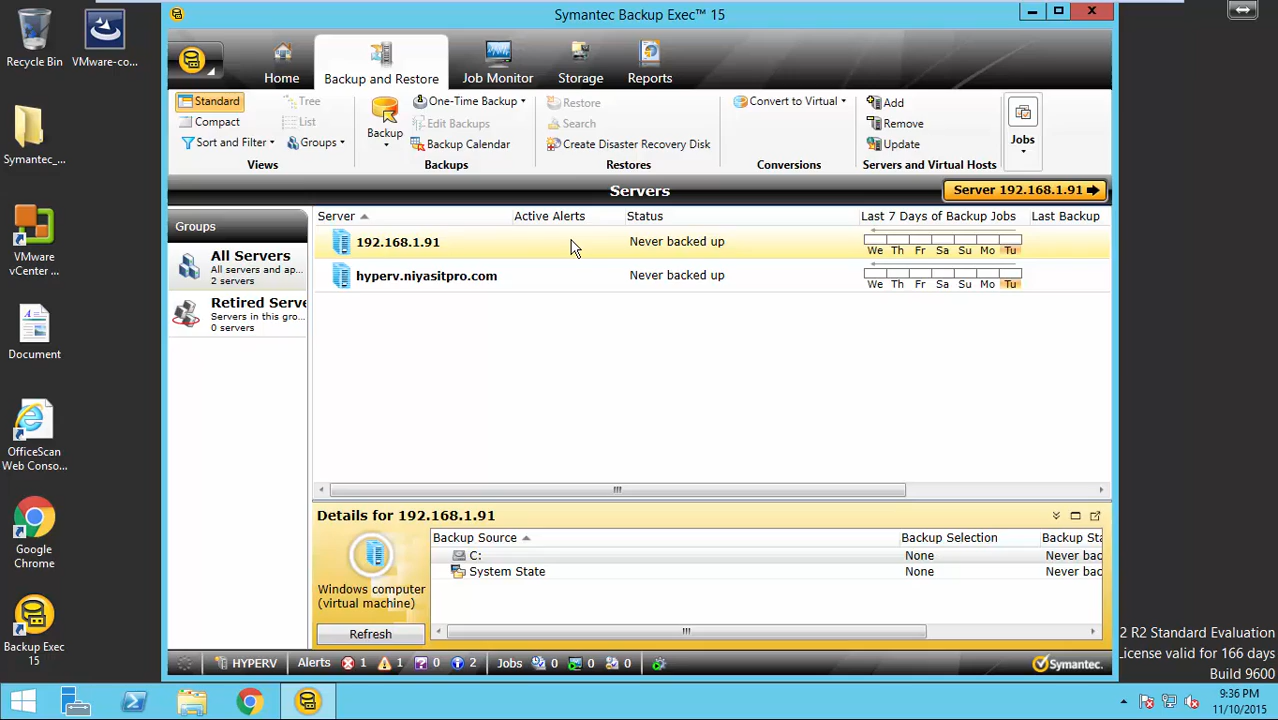 Symantec Backup Exec™ 15
Recycle Bin
VMware-co...
Symantec_...
VMware
vCenter ...
Document
OfficeScan
Web Conso...
Google
Chrome
Backup Exec
15
Home
Backup and Restore
Job Monitor
Storage
Reports
Standard
Compact
Sort and Filter
Tree
List
Groups
Views
Backup
One-Time Backup
Edit Backups
Backup Calendar
Backups
Restore
Search
Create Disaster Recovery Disk
Restores
Convert to Virtual
Conversions
Add
Remove
Update
Servers and Virtual Hosts
Jobs
Servers
Server 192.168.1.91
Groups
All Servers
All servers and ap...
2 servers
Retired Serve
Servers in this gro...
0 servers
Server Active Alerts Status Last 7 Days of Backup Jobs Last Backup
192.168.1.91 Never backed up
We Th Fr Sa Su Mo Tu
hyperv.niyasitpro.com Never backed up
We Th Fr Sa Su Mo Tu
Details for 192.168.1.91
Windows computer
(virtual machine)
Refresh
Backup Source Backup Selection Backup Sta
C: None Never bac
System State None Never bac
HYPERV Alerts 1 1 0 2 Jobs 0 0 0
Symantec.
2 R2 Standard Evaluation
License valid for 166 days
Build 9600
9:36 PM
11/10/2015